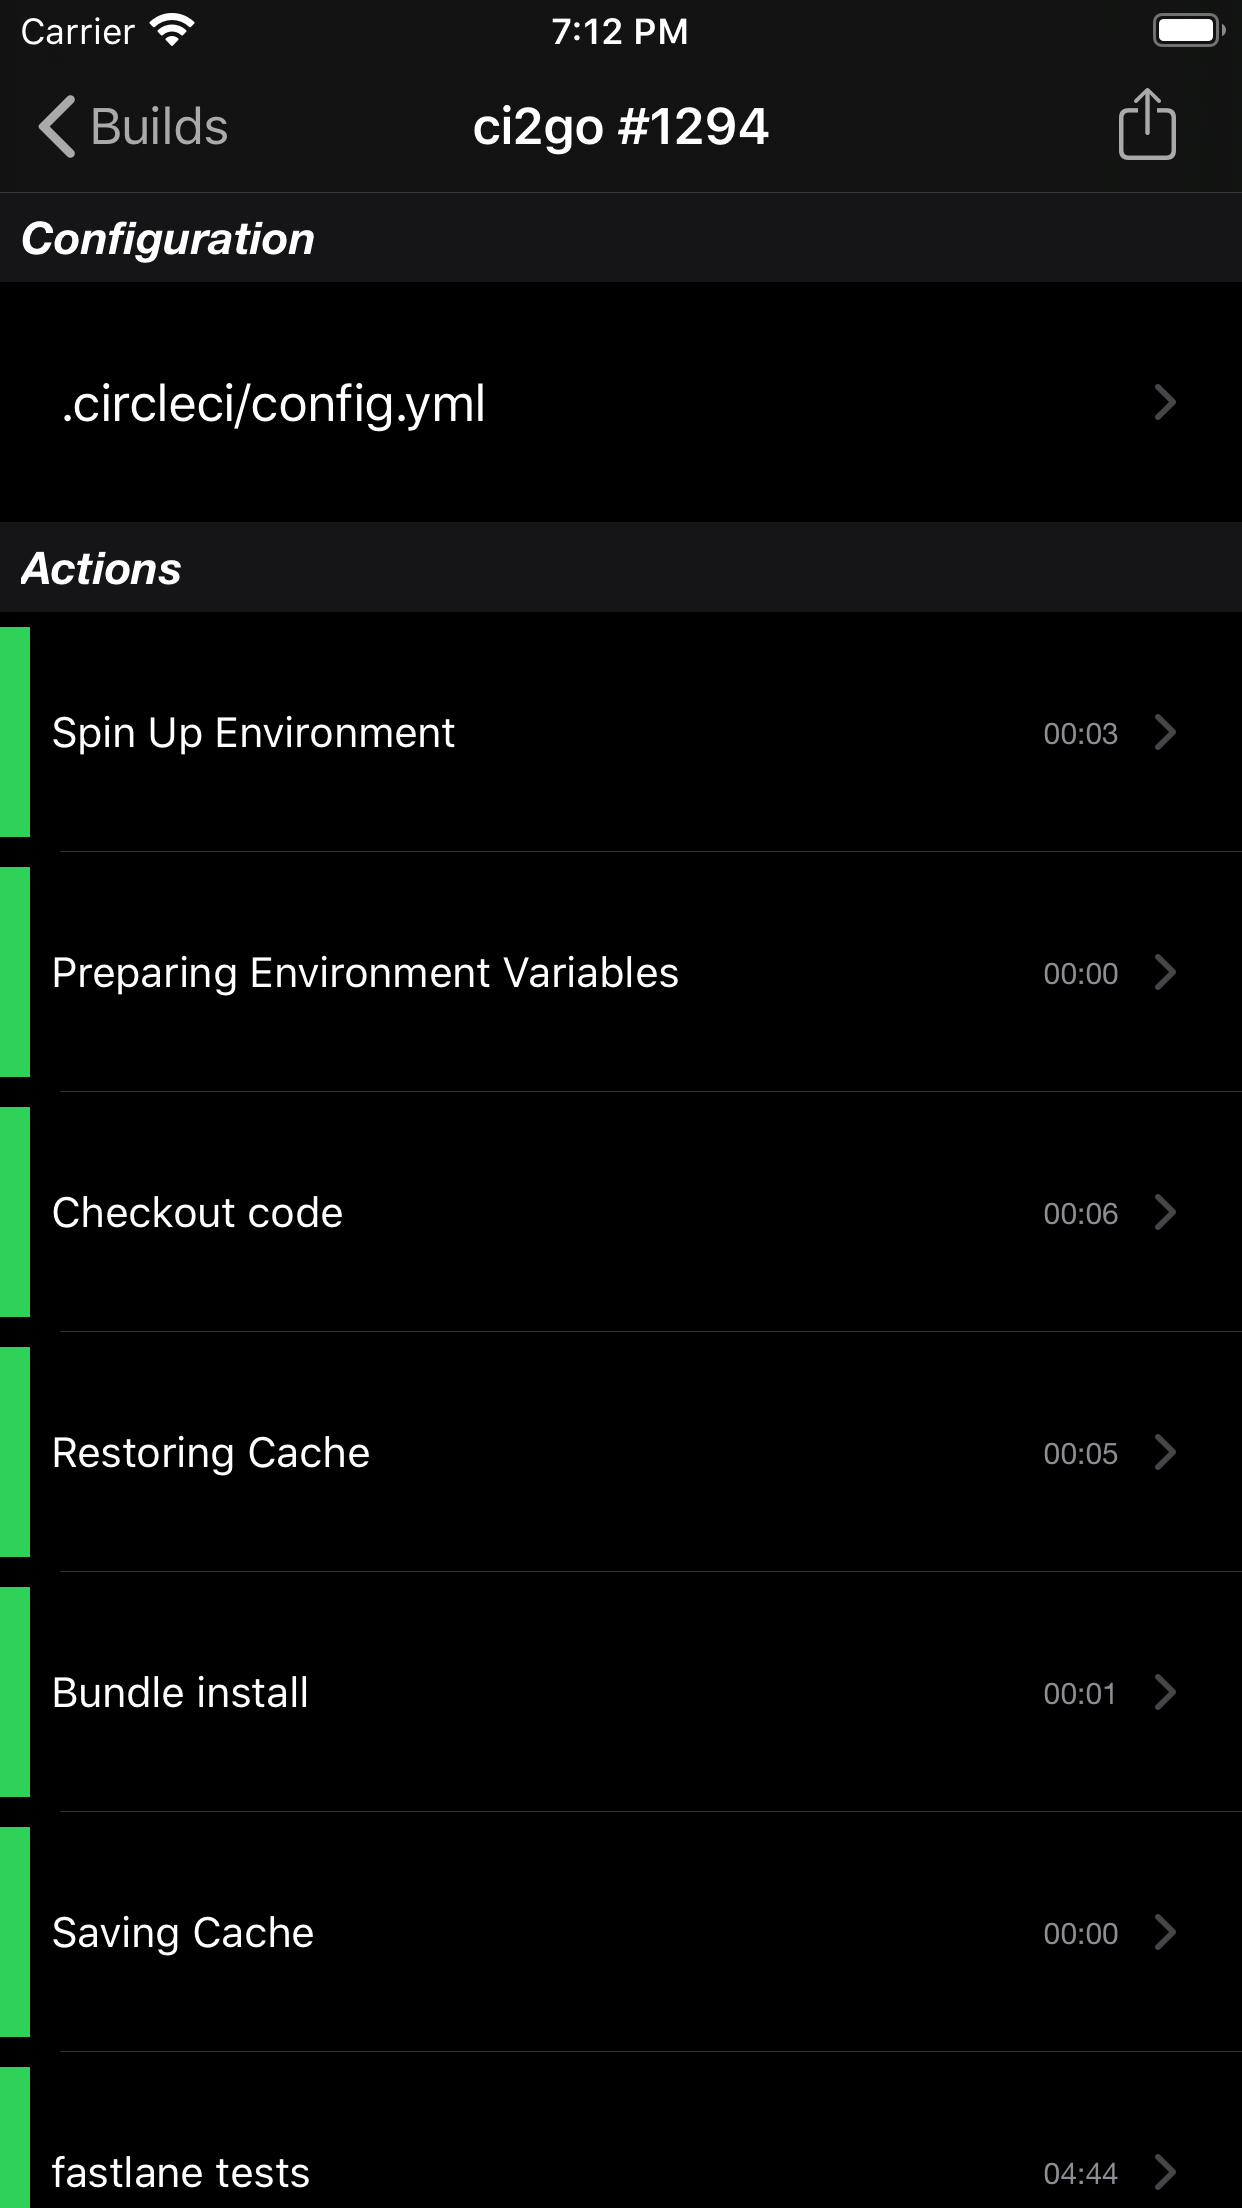 Carrier 7:12 PM
Builds ci2go #1294
Configuration
.circleci/config.yml
Actions
Spin Up Environment 00:03
Preparing Environment Variables 00:00
Checkout code 00:06
Restoring Cache 00:05
Bundle install 00:01
Saving Cache 00:00
fastlane tests 04:44